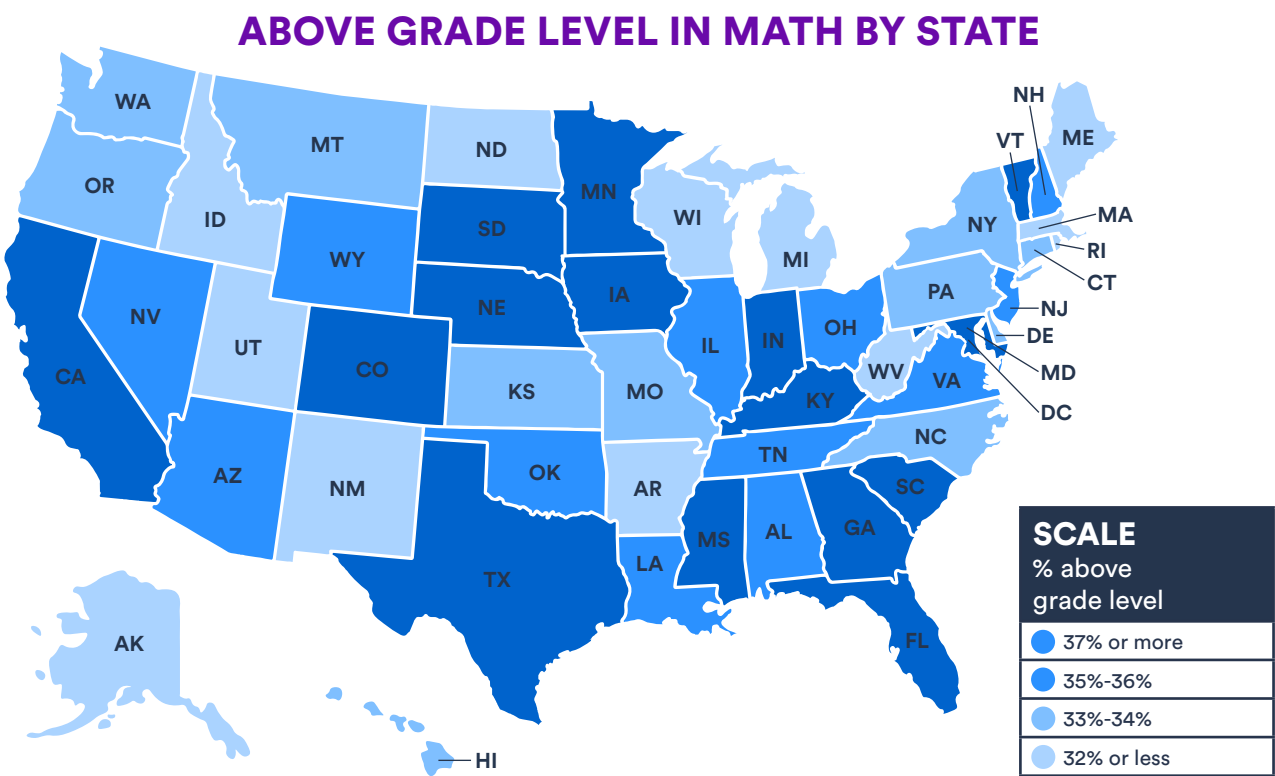 ABOVE GRADE LEVEL IN MATH BY STATE
NH
WA
VT
ME
MT
ND
OR
MN
ID
WI
NY
MA
SD
RI
WY
MI
CT
PA
IA
NE
NJ
NV
OH
DE
UT
IL
IN
CO
WV
MD
CA
VA
KS
MO
KY
DC
NC
TN
AZ
OK
NM
AR
SC
GA
AL
MS
SCALE
LA
% above
TX
grade level
FL
AK
37% or more
35%-36%
33%-34%
32% or less
HI